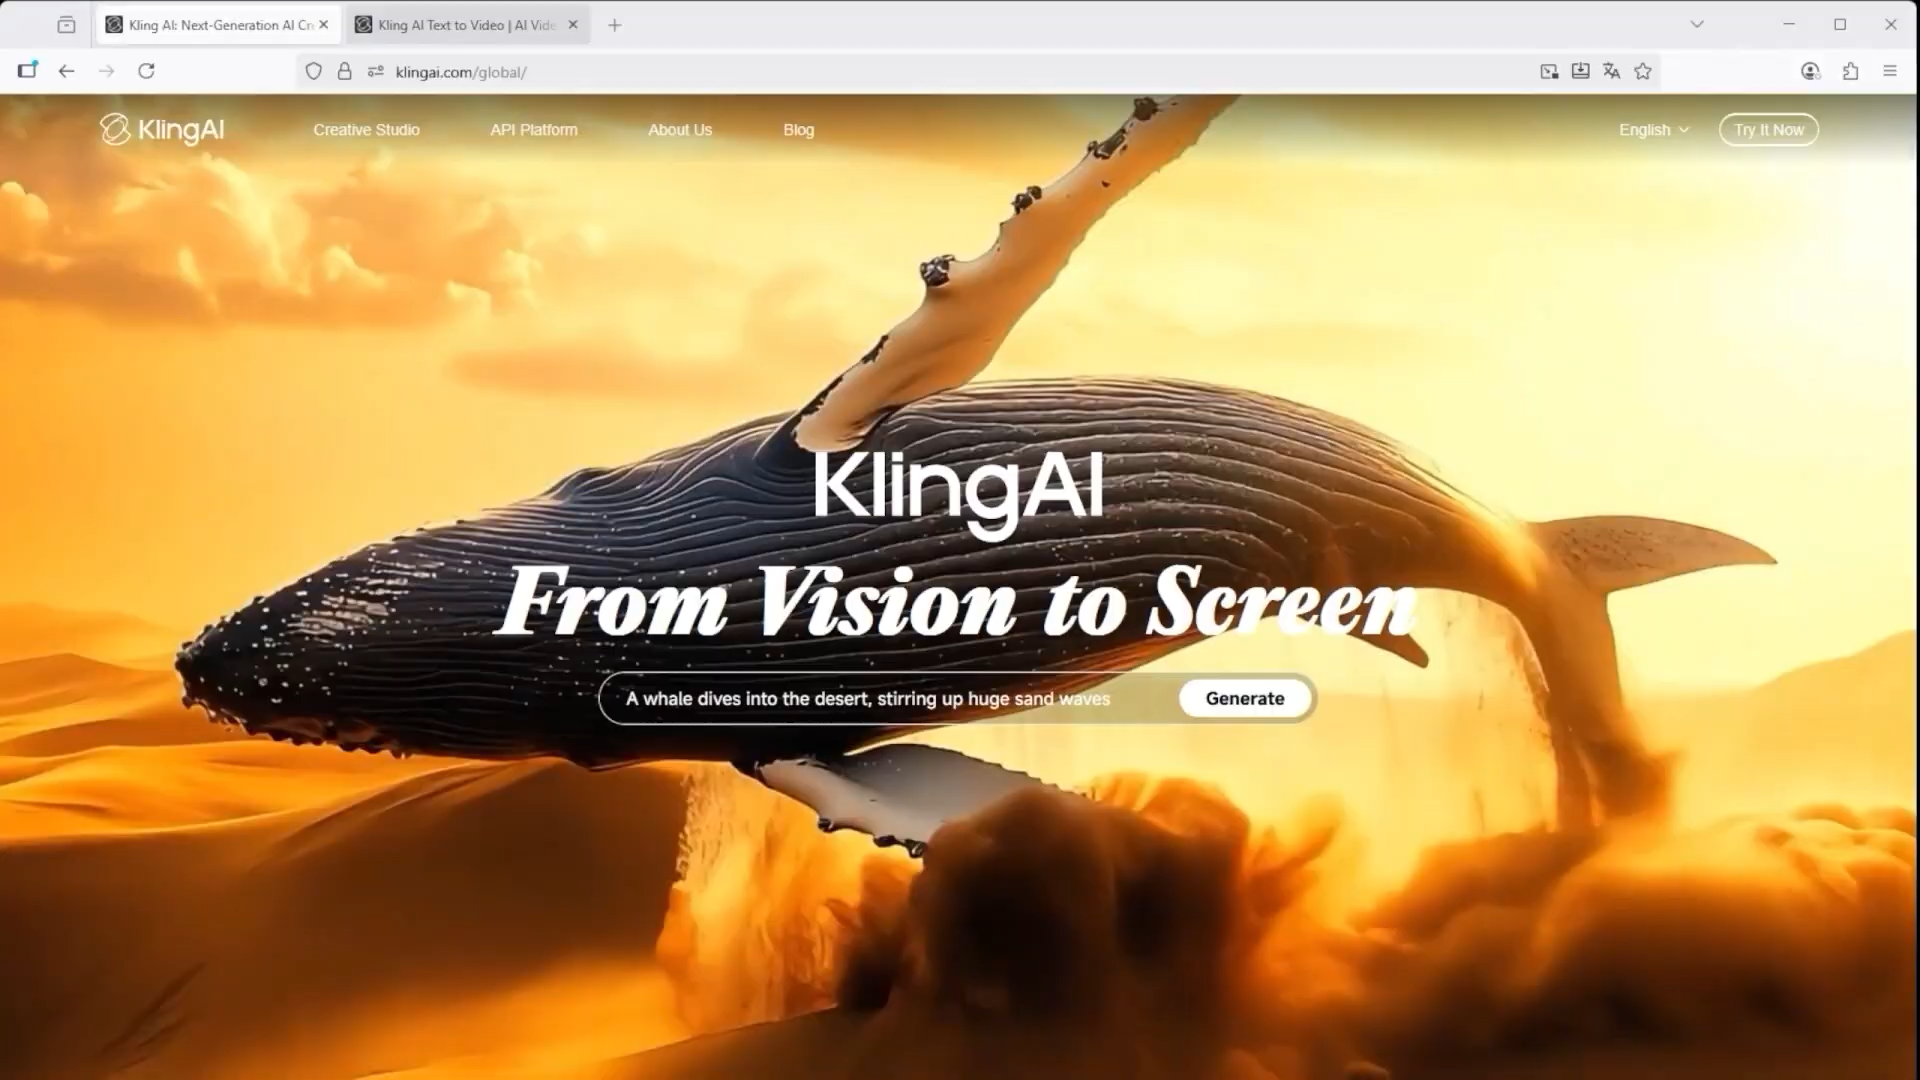 Kling AI: Next-Generation AI Cr
Kling AI Text to Video | AI Vide
klingai.com/global/
KlingAI
Creative Studio
API Platform
About Us
Blog
English
Try It Now
KlingAI
From Vision to Screen
A whale dives into the desert, stirring up huge sand waves
Generate